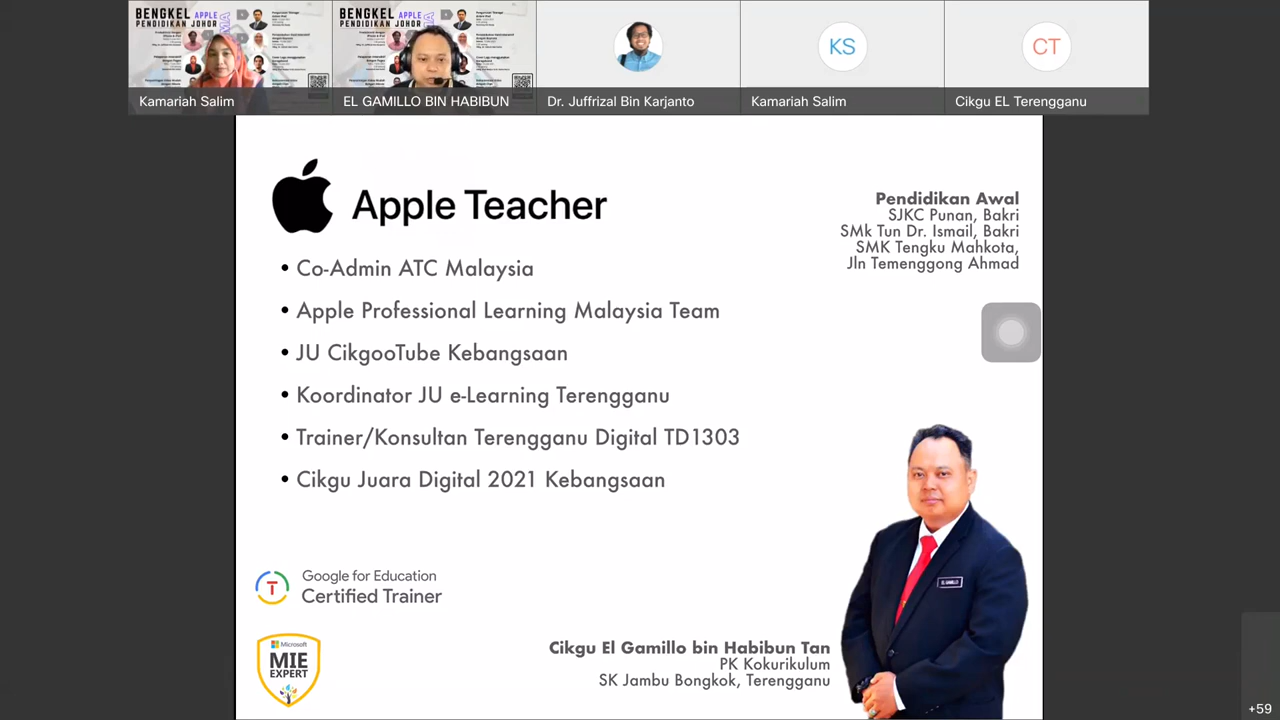 BENGKEL APPLE
PENDIDIKAN JOHOR
BENGKEL APPLE
PENDIDIKAN JOHOR
KS
CT
Kamariah Salim
EL GAMILLO BIN HABIBUN
Dr. Juffrizal Bin Karjanto
Kamariah Salim
Cikgu EL Terengganu
Apple Teacher
• Co-Admin ATC Malaysia
• Apple Professional Learning Malaysia Team
• JU CikgooTube Kebangsaan
• Koordinator JU e-Learning Terengganu
• Trainer/Konsultan Terengganu Digital TD1303
• Cikgu Juara Digital 2021 Kebangsaan
Pendidikan Awal
SJKC Punan, Bakri
SMk Tun Dr. Ismail, Bakri
SMK Tengku Mahkota,
Jln Temenggong Ahmad
Google for Education
Certified Trainer
T
Microsoft
MIE
EXPERT
EL GAMILLO
Cikgu El Gamillo bin Habibun Tan
PK Kokurikulum
SK Jambu Bongkok, Terengganu
+59